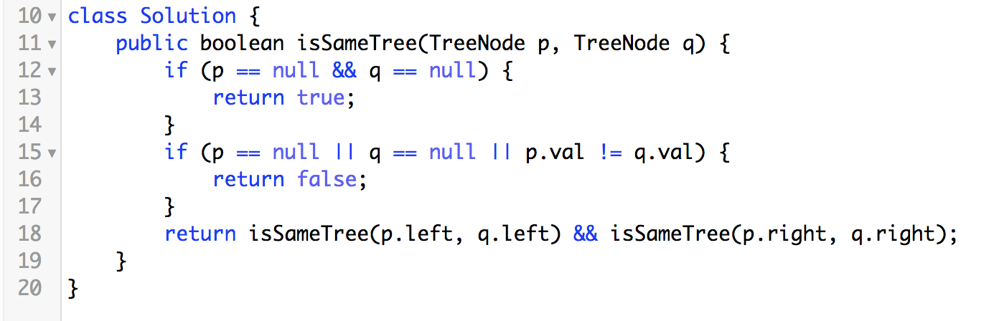 10 class Solution {
11 public boolean isSameTree(TreeNode p, TreeNode q) {
12 if (p == null && q == null) {
13 return true;
14 }
15 if (p == null || q == null || p.val != q.val) {
16 return false;
17 }
18 return isSameTree(p.left, q.left) && isSameTree(p.right, q.right);
19 }
20 }